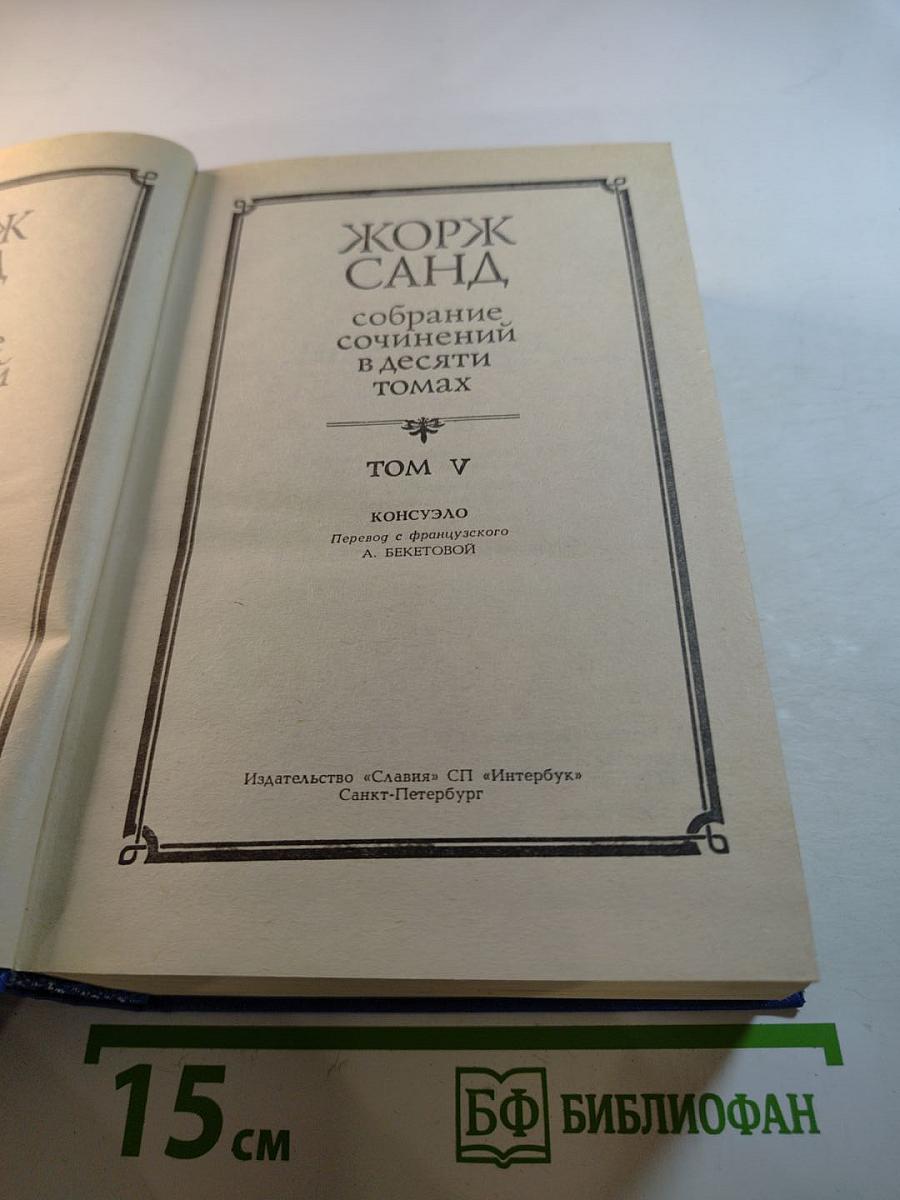 ЖОРЖ
САНД
собрание
сочинений
в десяти
томах
ТОМ V
КОНСУЭЛО
Перевод с французского
А. БЕКЕТОВОЙ
Издательство «Славия» СП «Интербук»
Санкт-Петербург
15 см
БФ БИБЛИОФАН